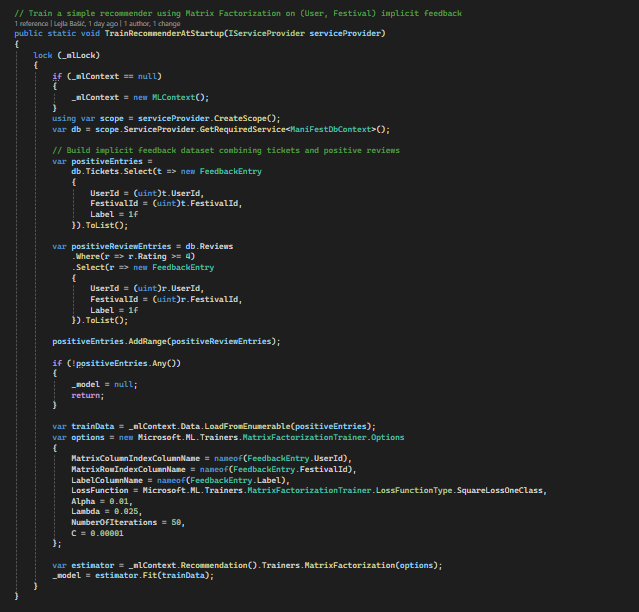 // Train a simple recommender using Matrix Factorization on (User, Festival) implicit feedback
1 reference | Lejla Bašić, 1 day ago | 1 author, 1 change
public static void TrainRecommenderAtStartup(IServiceProvider serviceProvider)
{
    lock (_mlLock)
    {
        if (_mlContext == null)
        {
            _mlContext = new MLContext();
        }
        using var scope = serviceProvider.CreateScope();
        var db = scope.ServiceProvider.GetRequiredService<ManiFestDbContext>();

        // Build implicit feedback dataset combining tickets and positive reviews
        var positiveEntries =
            db.Tickets.Select(t => new FeedbackEntry
            {
                UserId = (uint)t.UserId,
                FestivalId = (uint)t.FestivalId,
                Label = 1f
            }).ToList();

        var positiveReviewEntries = db.Reviews
            .Where(r => r.Rating >= 4)
            .Select(r => new FeedbackEntry
            {
                UserId = (uint)r.UserId,
                FestivalId = (uint)r.FestivalId,
                Label = 1f
            }).ToList();

        positiveEntries.AddRange(positiveReviewEntries);

        if (!positiveEntries.Any())
        {
            _model = null;
            return;
        }

        var trainData = _mlContext.Data.LoadFromEnumerable(positiveEntries);
        var options = new Microsoft.ML.Trainers.MatrixFactorizationTrainer.Options
        {
            MatrixColumnIndexColumnName = nameof(FeedbackEntry.UserId),
            MatrixRowIndexColumnName = nameof(FeedbackEntry.FestivalId),
            LabelColumnName = nameof(FeedbackEntry.Label),
            LossFunction = Microsoft.ML.Trainers.MatrixFactorizationTrainer.LossFunctionType.SquareLossOneClass,
            Alpha = 0.01,
            Lambda = 0.025,
            NumberOfIterations = 50,
            C = 0.00001
        };

        var estimator = _mlContext.Recommendation().Trainers.MatrixFactorization(options);
        _model = estimator.Fit(trainData);
    }
}